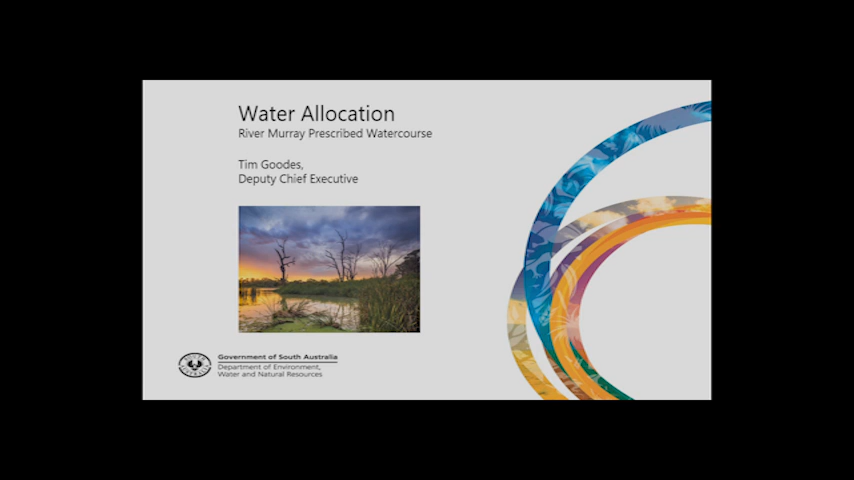 Water Allocation
River Murray Prescribed Watercourse
Tim Goodes,
Deputy Chief Executive
Government of South Australia
Department of Environment,
Water and Natural Resources